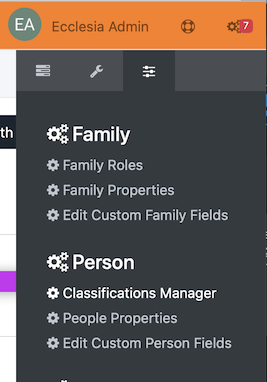 EA Ecclesia Admin 7
th
Family
Family Roles
Family Properties
Edit Custom Family Fields
Person
Classifications Manager
People Properties
Edit Custom Person Fields